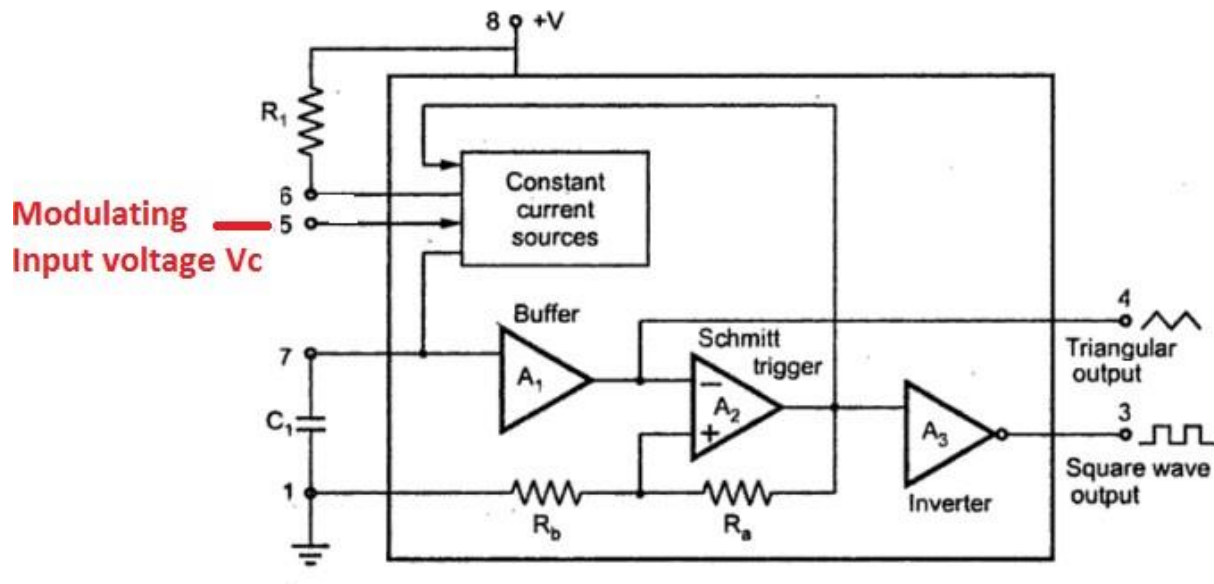 8 +V
R1
6
5
Modulating
Input voltage Vc
Constant
current
sources
Buffer
Schmitt
trigger
4
Triangular
output
7
A1
A2
A3
3
C1
Square wave
output
1
Rb
Ra
Inverter